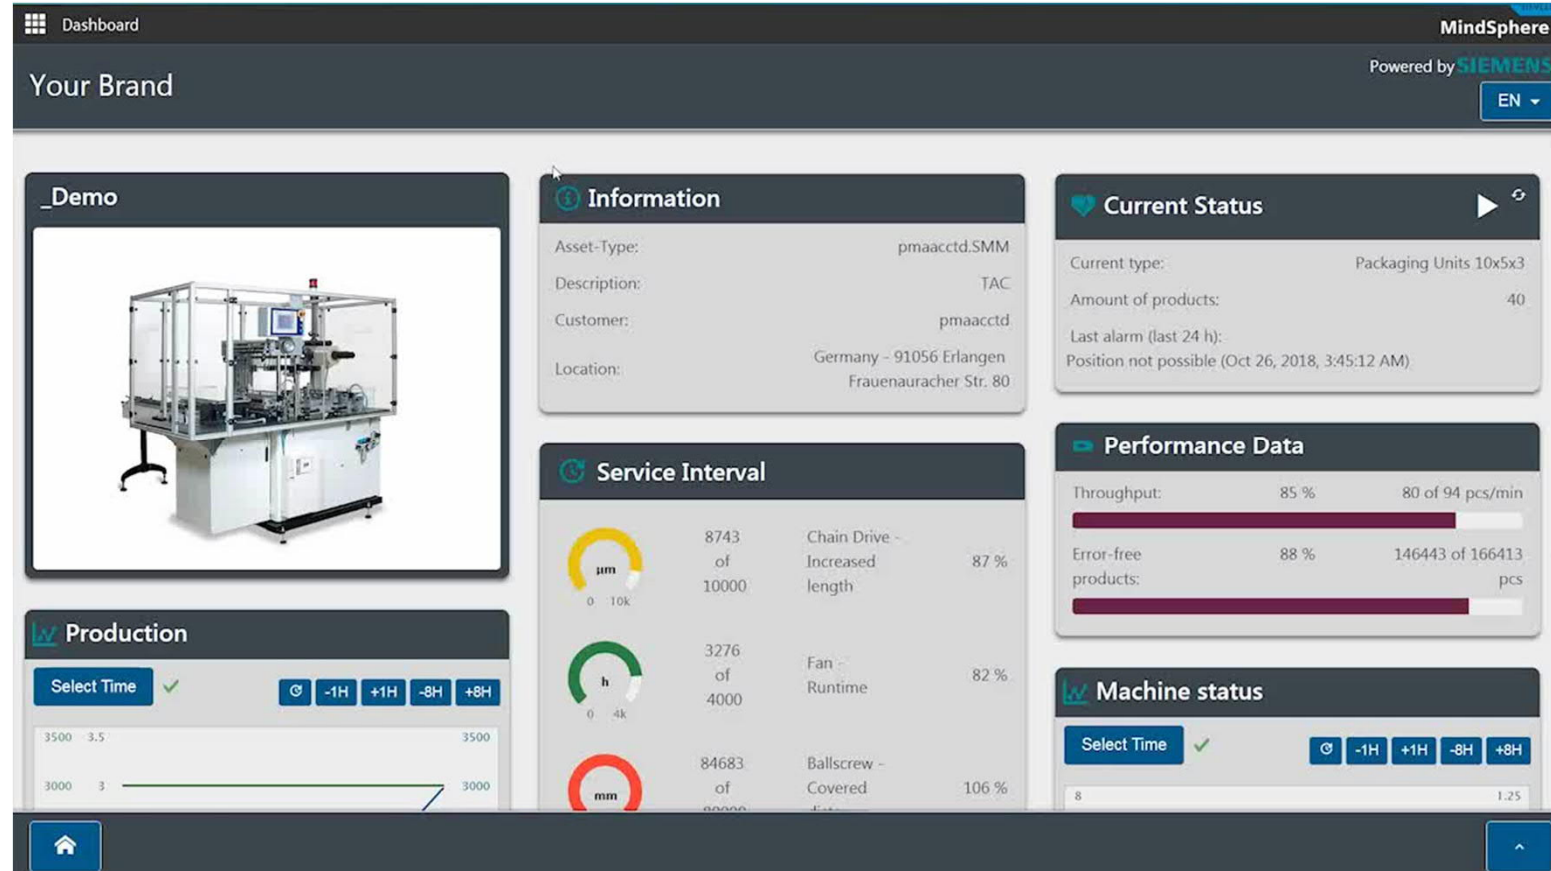 Dashboard
MindSphere
Your Brand
Powered by SIEMENS
EN
_Demo
Production
Select Time
-1H
+1H
-8H
+8H
3500 3.5 3500
3000 3 3000
Information
Asset-Type: pmaacctd.SMM
Description: TAC
Customer: pmaacctd
Location: Germany - 91056 Erlangen
Frauenauracher Str. 80
Service Interval
µm
0 10k
8743
of
10000
Chain Drive -
Increased
length
87 %
h
0 4k
3276
of
4000
Fan -
Runtime
82 %
mm
84683
of
Ballscrew -
Covered
106 %
Current Status
Current type: Packaging Units 10x5x3
Amount of products: 40
Last alarm (last 24 h):
Position not possible (Oct 26, 2018, 3:45:12 AM)
Performance Data
Throughput: 85 % 80 of 94 pcs/min
Error-free
products:
88 %
146443 of 166413
pcs
Machine status
Select Time
-1H
+1H
-8H
+8H
8 1.25